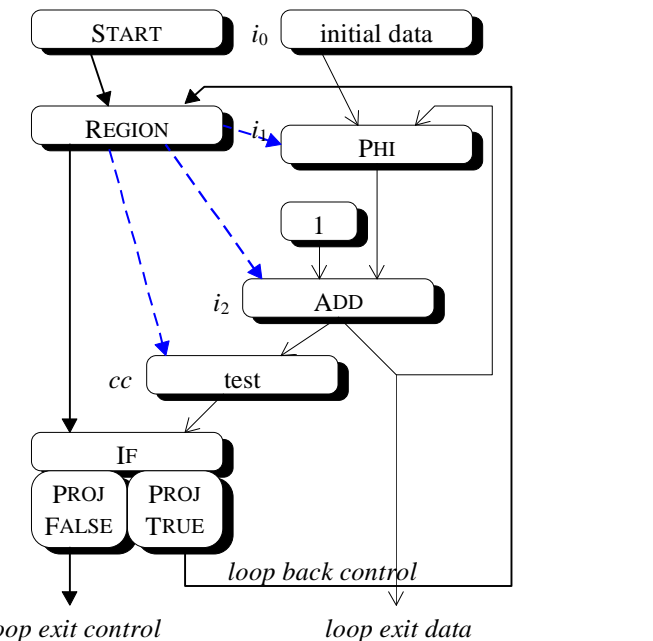 START
i0 initial data
REGION
i1
PHI
1
i2 ADD
cc test
IF
PROJ FALSE
PROJ TRUE
loop back control
oop exit control
loop exit data